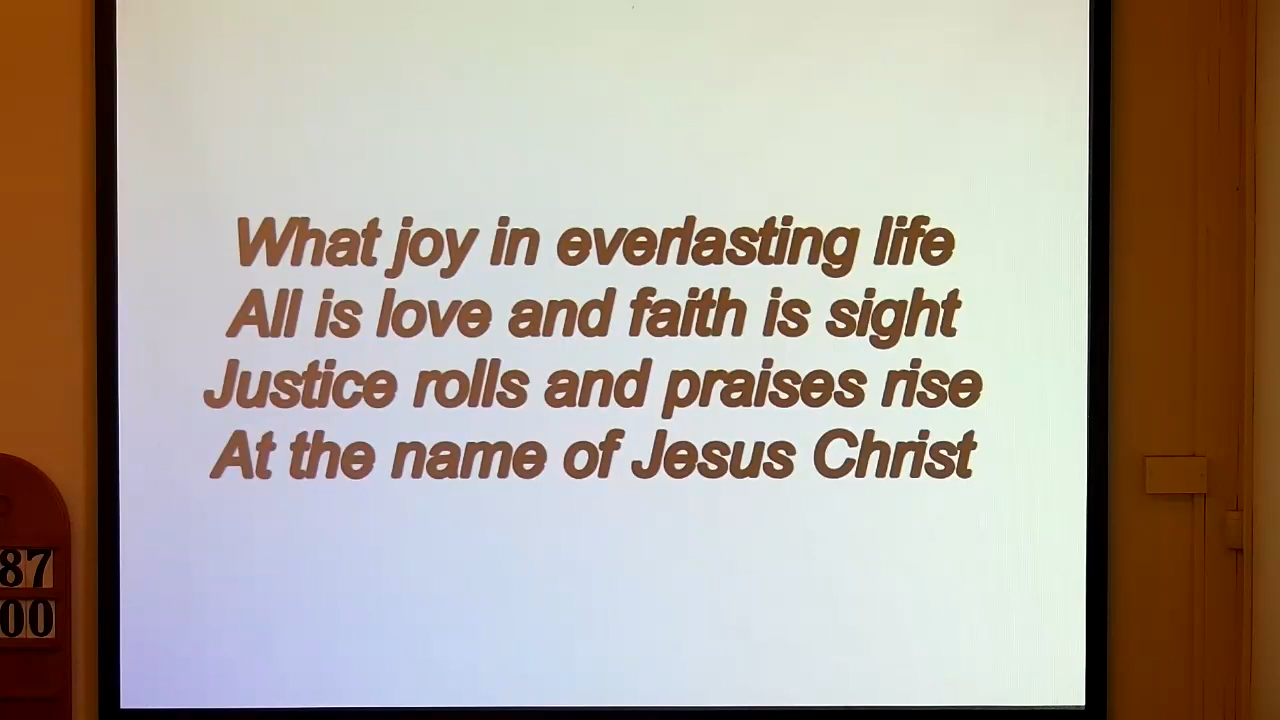 What joy in everlasting life
All is love and faith is sight
Justice rolls and praises rise
At the name of Jesus Christ
87
00